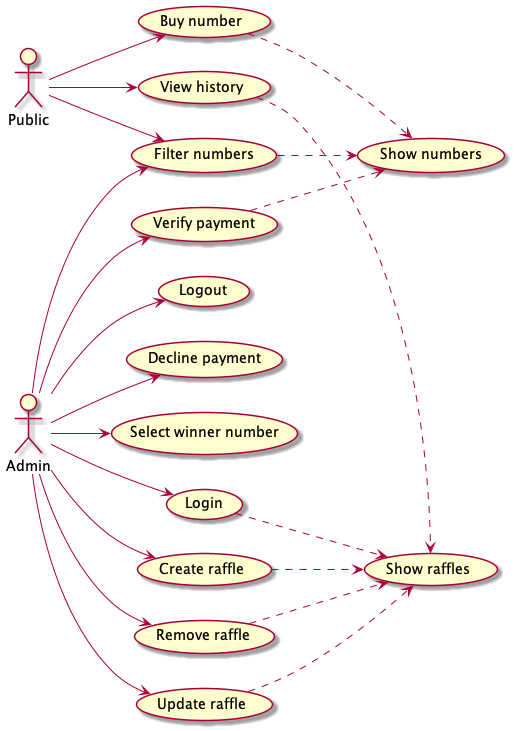 Buy number
View history
Public
Filter numbers
Show numbers
Verify payment
Logout
Decline payment
Select winner number
Admin
Login
Create raffle
Show raffles
Remove raffle
Update raffle